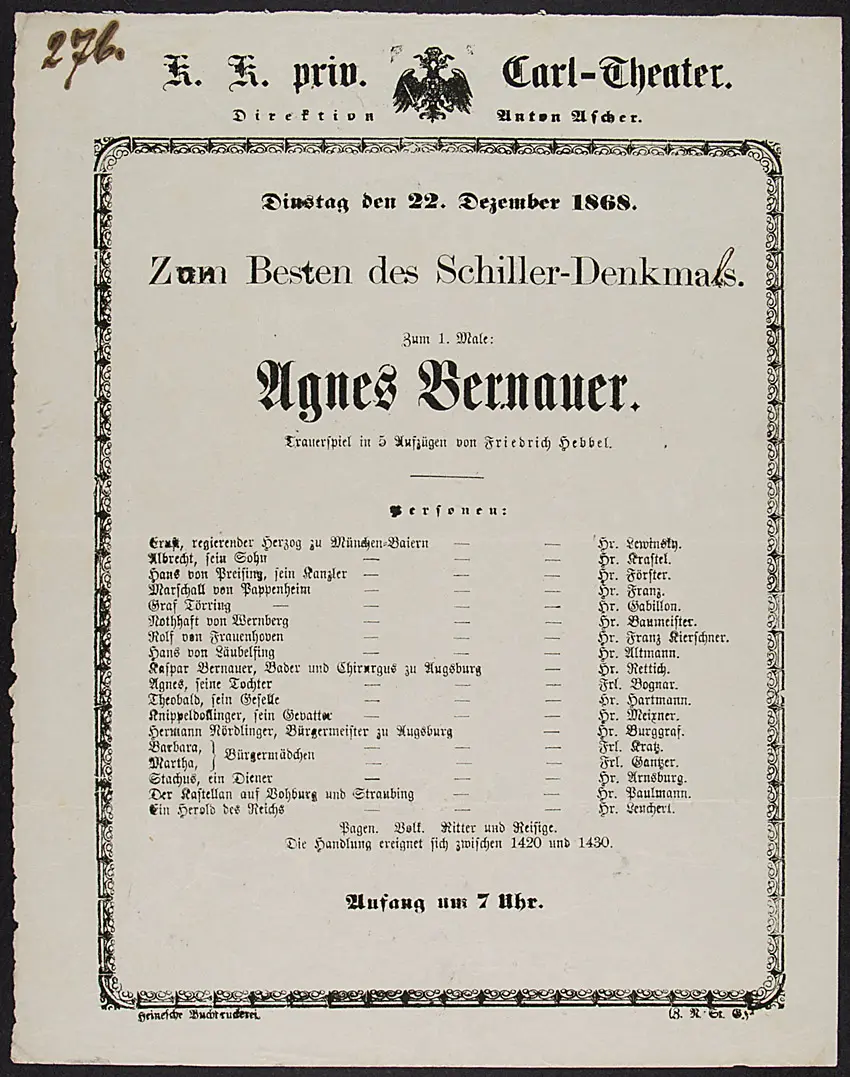 276.
K. K. priv. Carl-Theater.
Direktion Anton Ascher.
Dinstag den 22. Dezember 1868.
Zum Besten des Schiller-Denkmals.
Zum 1. Male:
Agnes Bernauer.
Trauerspiel in 5 Aufzügen von Friedrich Hebbel.
Personen:
Ernst, regierender Herzog zu München-Baiern — — Hr. Lewinsky.
Albrecht, sein Sohn — — — Hr. Krastel.
Hans von Preising, sein Kanzler — — — Hr. Förster.
Marschall von Pappenheim — — — Hr. Franz.
Graf Törring — — — — Hr. Gabillon.
Nothhaft von Wernberg — — — Hr. Baumeister.
Rolf von Frauenhoven — — — Hr. Franz Kierschner.
Hans von Läubelfing — — — Hr. Altmann.
Kaspar Bernauer, Bader und Chirurgus zu Augsburg — Hr. Rettich.
Agnes, seine Tochter — — — Frl. Bognar.
Theobald, sein Geselle — — — Hr. Hartmann.
Knippeldollinger, sein Gevatter — — — Hr. Meixner.
Hermann Nördlinger, Bürgermeister zu Augsburg — — Hr. Burggraf.
Barbara, } Bürgermädchen — — — Frl. Kratz.
Martha, } Frl. Gantzer.
Stachus, ein Diener — — — Hr. Arnsburg.
Der Kastellan auf Vohburg und Straubing — — Hr. Paulmann.
Ein Herold des Reichs — — — Hr. Leuchert.
Pagen. Volk. Ritter und Reisige.
Die Handlung ereignet sich zwischen 1420 und 1430.
Anfang um 7 Uhr.
Heinesche Buchtruckerei. (J. N. St. G.)